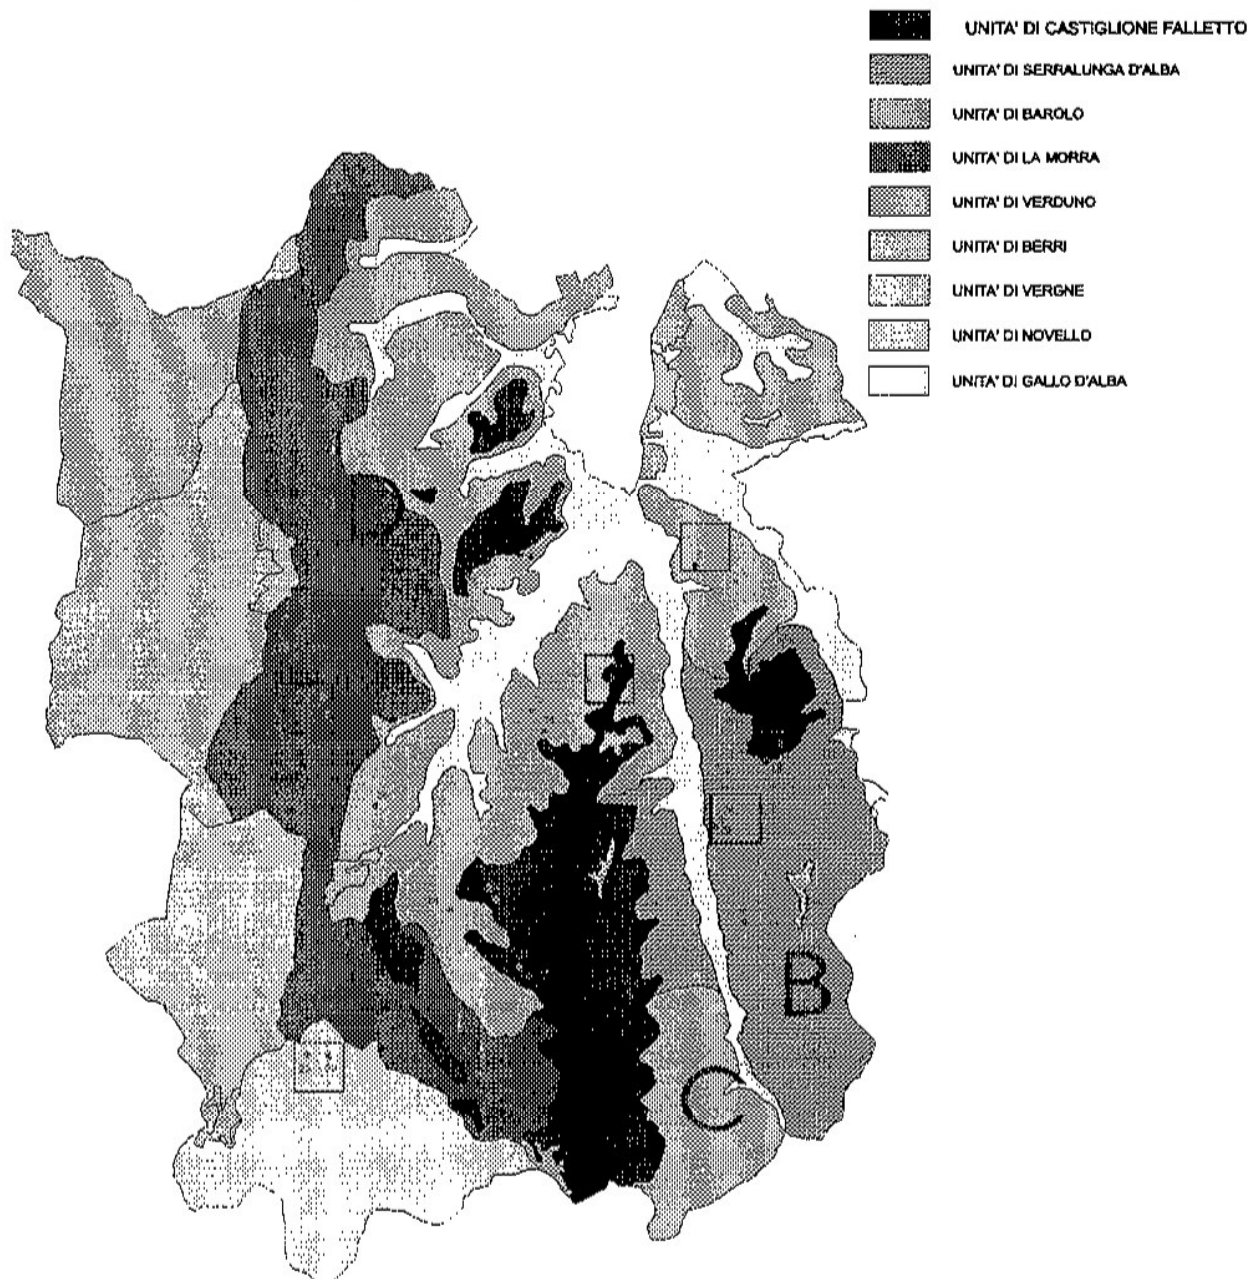 UNITA' DI CASTIGLIONE FALLETTO
UNITA' DI SERRALUNGA D'ALBA
UNITA' DI BAROLO
UNITA' DI LA MORRA
UNITA' DI VERDUNO
UNITA' DI BERRI
UNITA' DI VERGNE
UNITA' DI NOVELLO
UNITA' DI GALLO D'ALBA
D
B
C